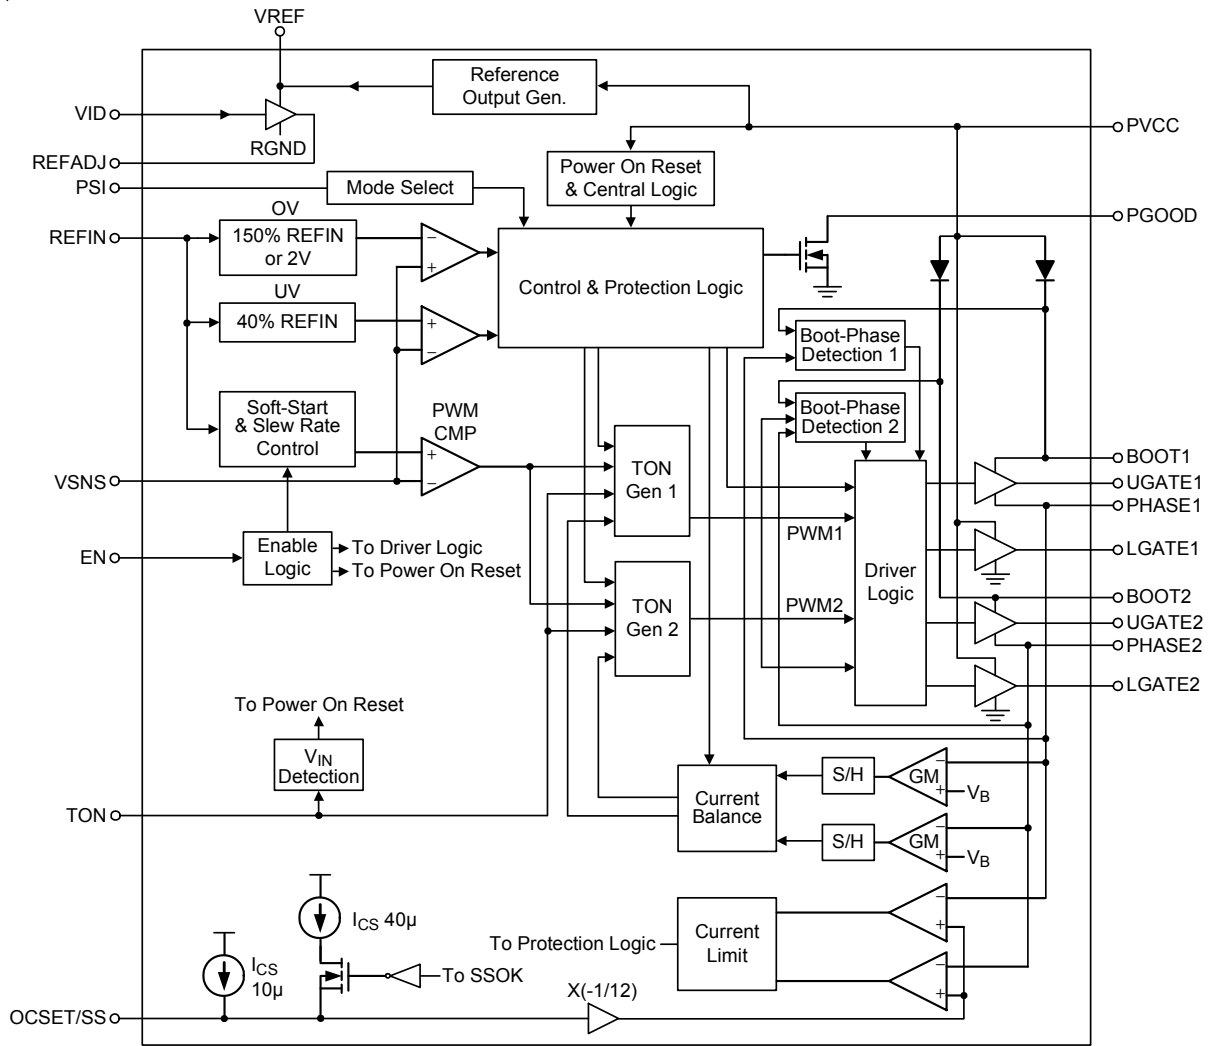 VREF
Reference
Output Gen.
VID
RGND
REFADJ
PVCC
Power On Reset
& Central Logic
PSI
Mode Select
PGOOD
OV
REFIN
150% REFIN
or 2V
−
+
Control & Protection Logic
UV
40% REFIN
+
−
Boot-Phase
Detection 1
Soft-Start
& Slew Rate
Control
PWM
CMP
+
−
Boot-Phase
Detection 2
VSNS
TON
Gen 1
BOOT1
UGATE1
PHASE1
PWM1
EN
Enable
Logic
To Driver Logic
To Power On Reset
LGATE1
Driver
Logic
TON
Gen 2
PWM2
BOOT2
UGATE2
PHASE2
LGATE2
To Power On Reset
VIN
Detection
TON
Current
Balance
S/H
GM
−
+
VB
S/H
GM
−
+
VB
ICS 40µ
ICS
10µ
To SSOK
To Protection Logic
Current
Limit
−
+
−
+
X(-1/12)
OCSET/SS